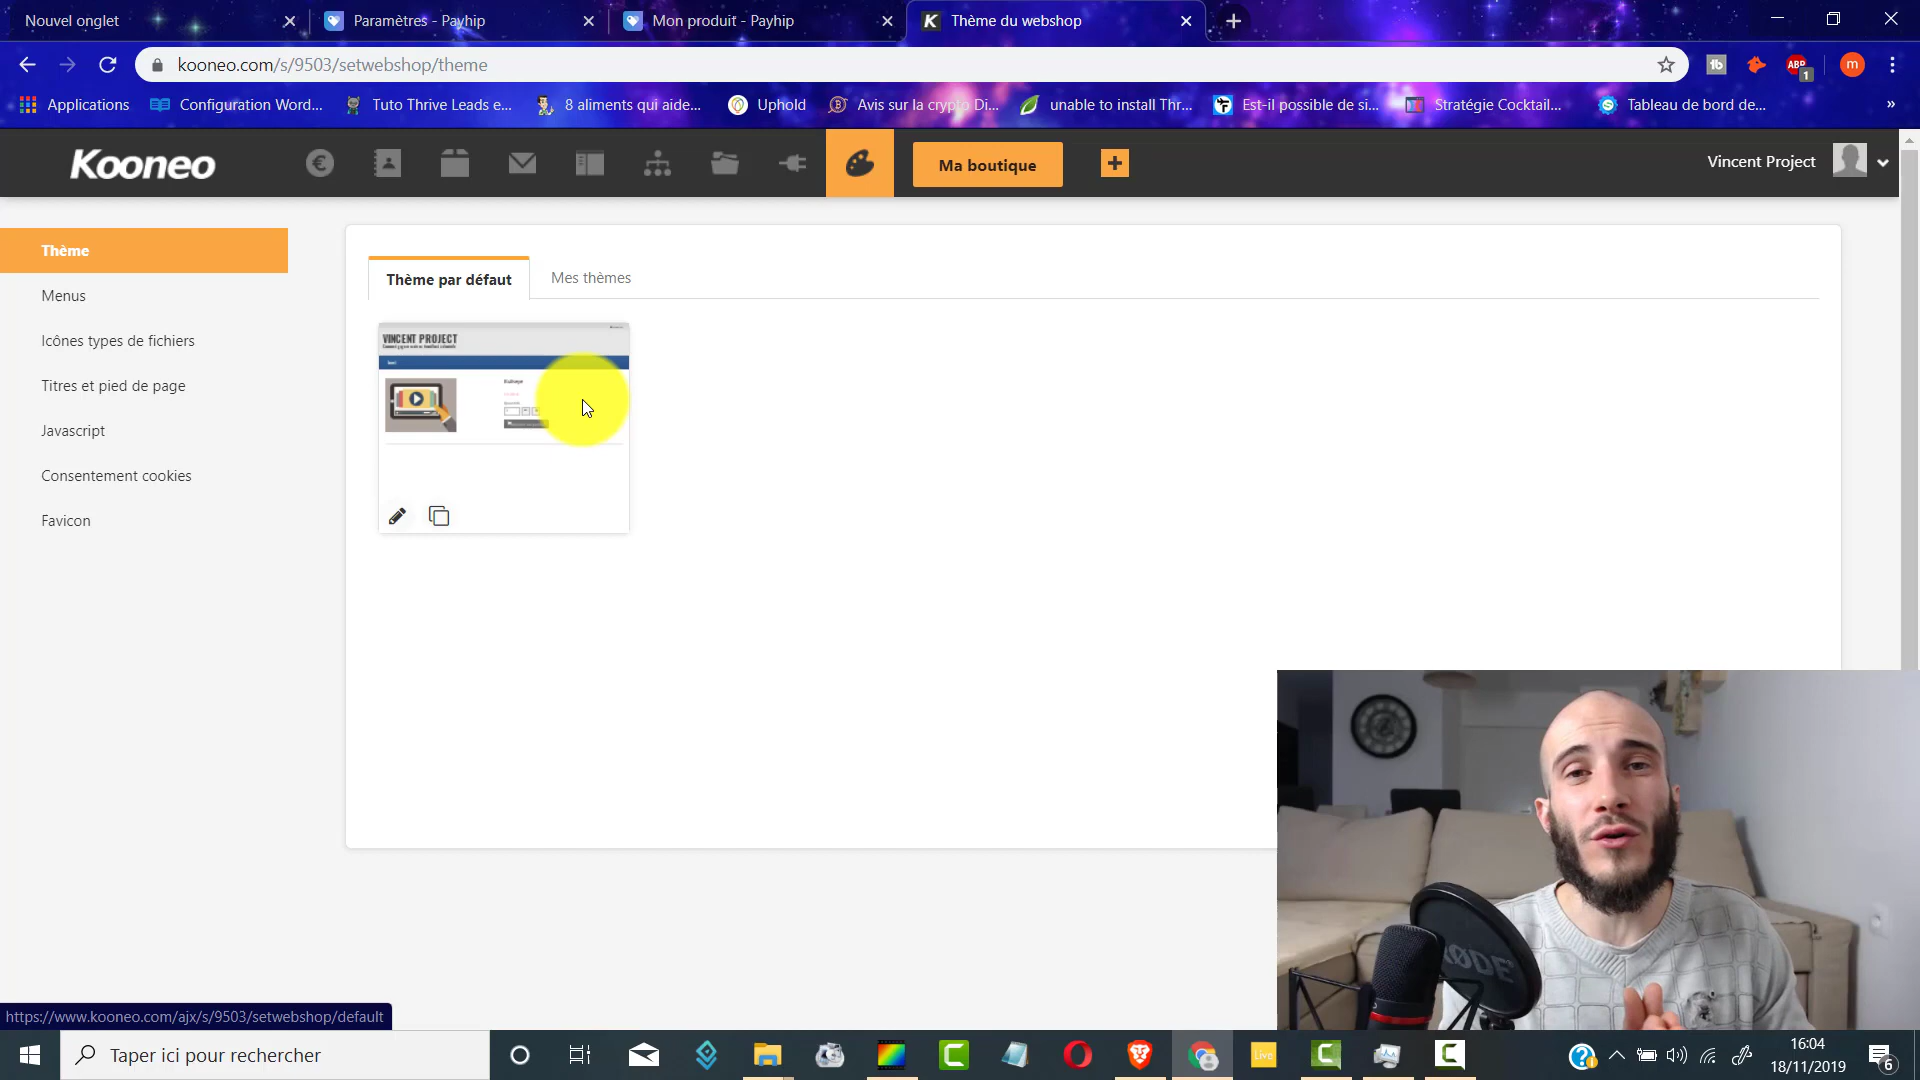 Nouvel onglet
Paramètres - Payhip
Mon produit - Payhip
Thème du webshop
kooneo.com/s/9503/setwebshop/theme
Applications
Configuration Word...
Tuto Thrive Leads e...
8 aliments qui aide...
Uphold
Avis sur la crypto Di...
unable to install Thr...
Est-il possible de si...
Stratégie Cocktail...
Tableau de bord de...
»
Kooneo
Ma boutique
Vincent Project
Thème
Menus
Icônes types de fichiers
Titres et pied de page
Javascript
Consentement cookies
Favicon
Thème par défaut
Mes thèmes
VINCENT PROJECT
RØDE
https://www.kooneo.com/ajx/s/9503/setwebshop/default
Taper ici pour rechercher
Live
16:04
18/11/2019
6